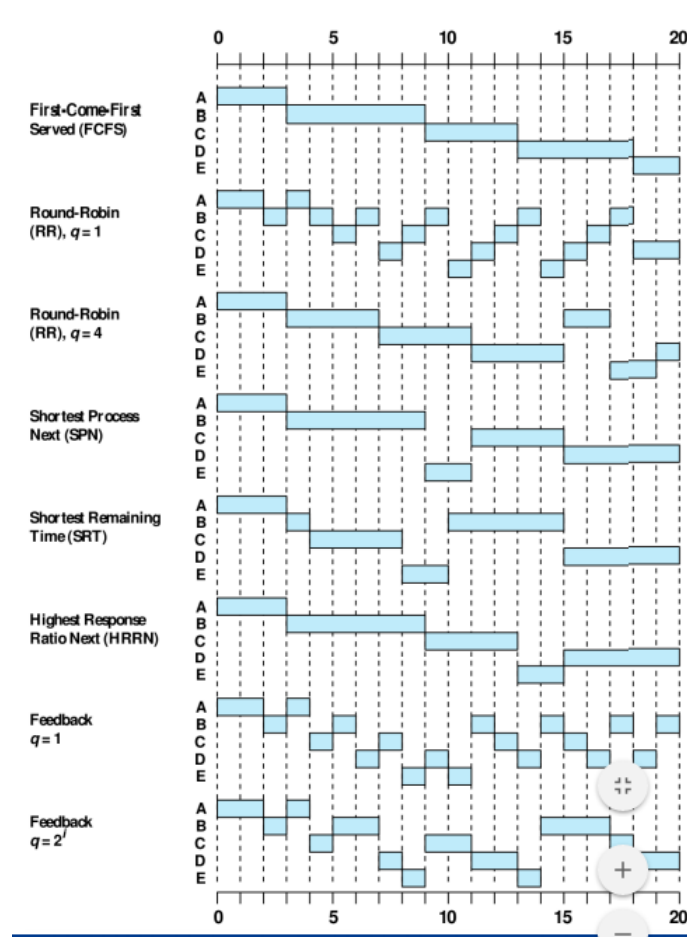 0 5 10 15 20
First-Come-First
Served (FCFS)
A
B
C
D
E
Round-Robin
(RR), q = 1
A
B
C
D
E
Round-Robin
(RR), q = 4
A
B
C
D
E
Shortest Process
Next (SPN)
A
B
C
D
E
Shortest Remaining
Time (SRT)
A
B
C
D
E
Highest Response
Ratio Next (HRRN)
A
B
C
D
E
Feedback
q = 1
A
B
C
D
E
Feedback
q = 2^i
A
B
C
D
E
0 5 10 15 20